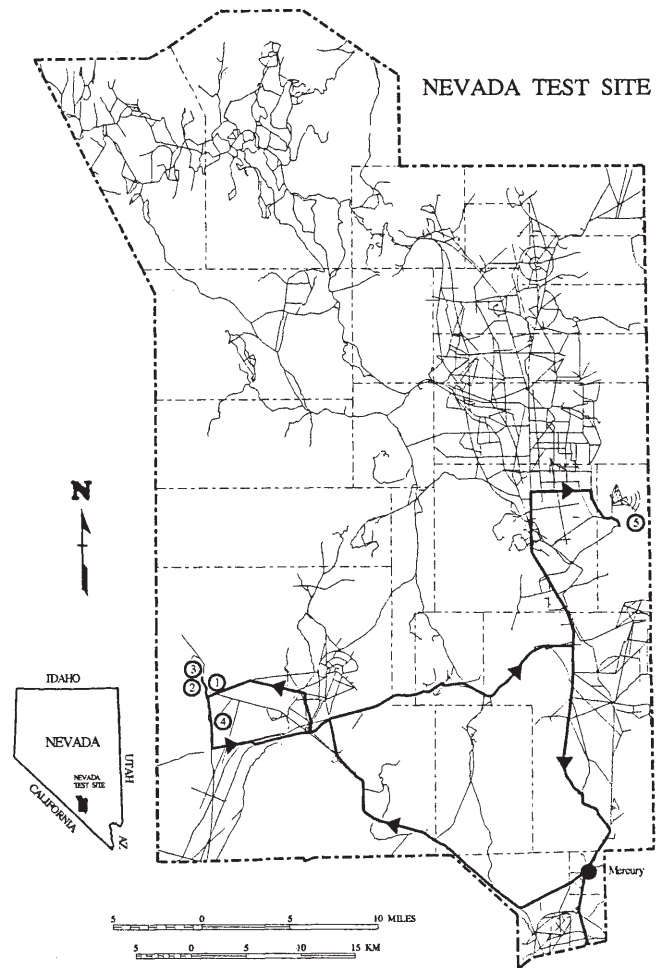 NEVADA TEST SITE
N
5
3
2
1
4
IDAHO
NEVADA
UTAH
NEVADA
TEST SITE
CALIFORNIA
AZ.
Mercury
5 0 5 10 MILES
5 0 5 10 15 KM